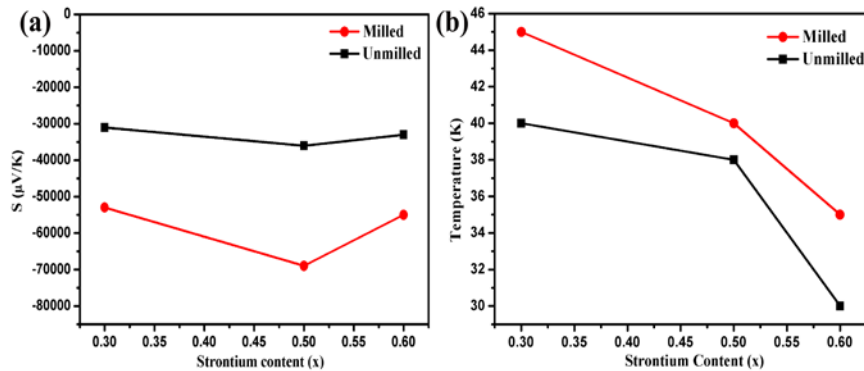 (a)
Milled
Unmilled
S (μV/K)
0
-10000
-20000
-30000
-40000
-50000
-60000
-70000
-80000
0.30 0.35 0.40 0.45 0.50 0.55 0.60
Strontium content (x)
(b)
Milled
Unmilled
Temperature (K)
46
44
42
40
38
36
34
32
30
0.30 0.35 0.40 0.45 0.50 0.55 0.60
Strontium Content (x)